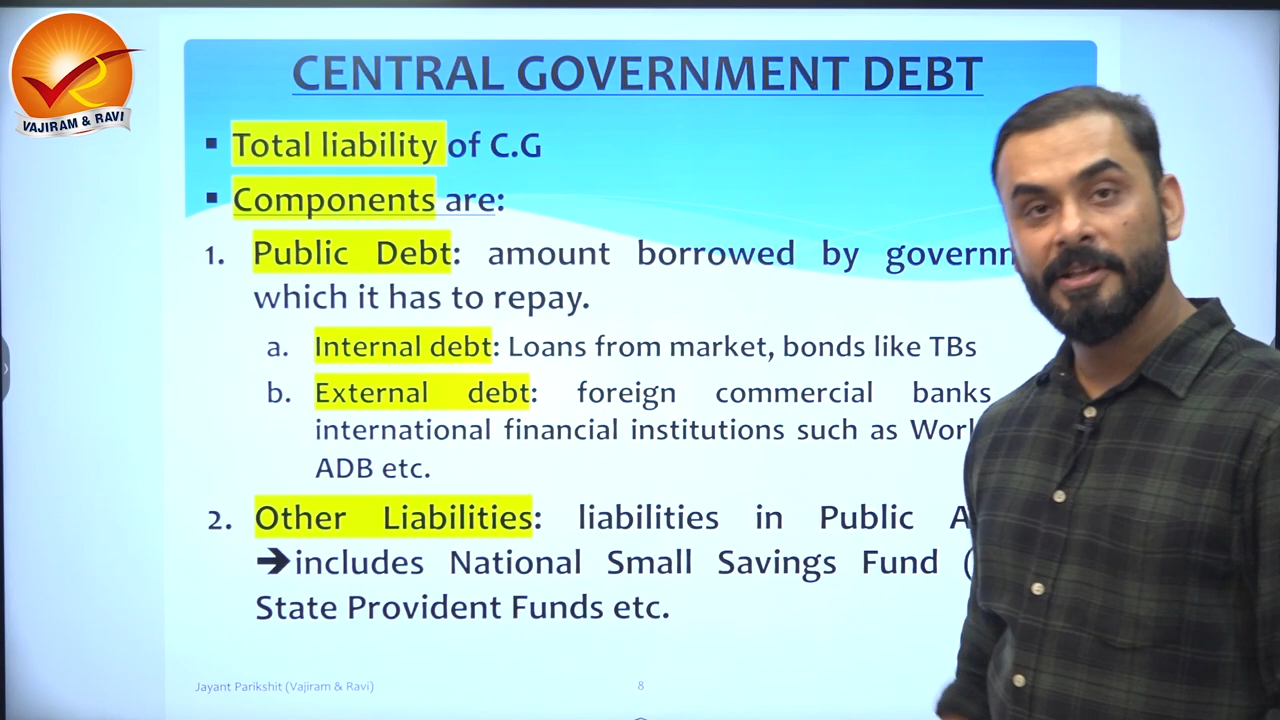 VAJIRAM & RAVI
CENTRAL GOVERNMENT DEBT
▪ Total liability of C.G
▪ Components are:
1. Public Debt: amount borrowed by governm
which it has to repay.
a. Internal debt: Loans from market, bonds like TBs
b. External debt: foreign commercial banks
international financial institutions such as Worl
ADB etc.
2. Other Liabilities: liabilities in Public A
➔includes National Small Savings Fund (
State Provident Funds etc.
Jayant Parikshit (Vajiram & Ravi)
8